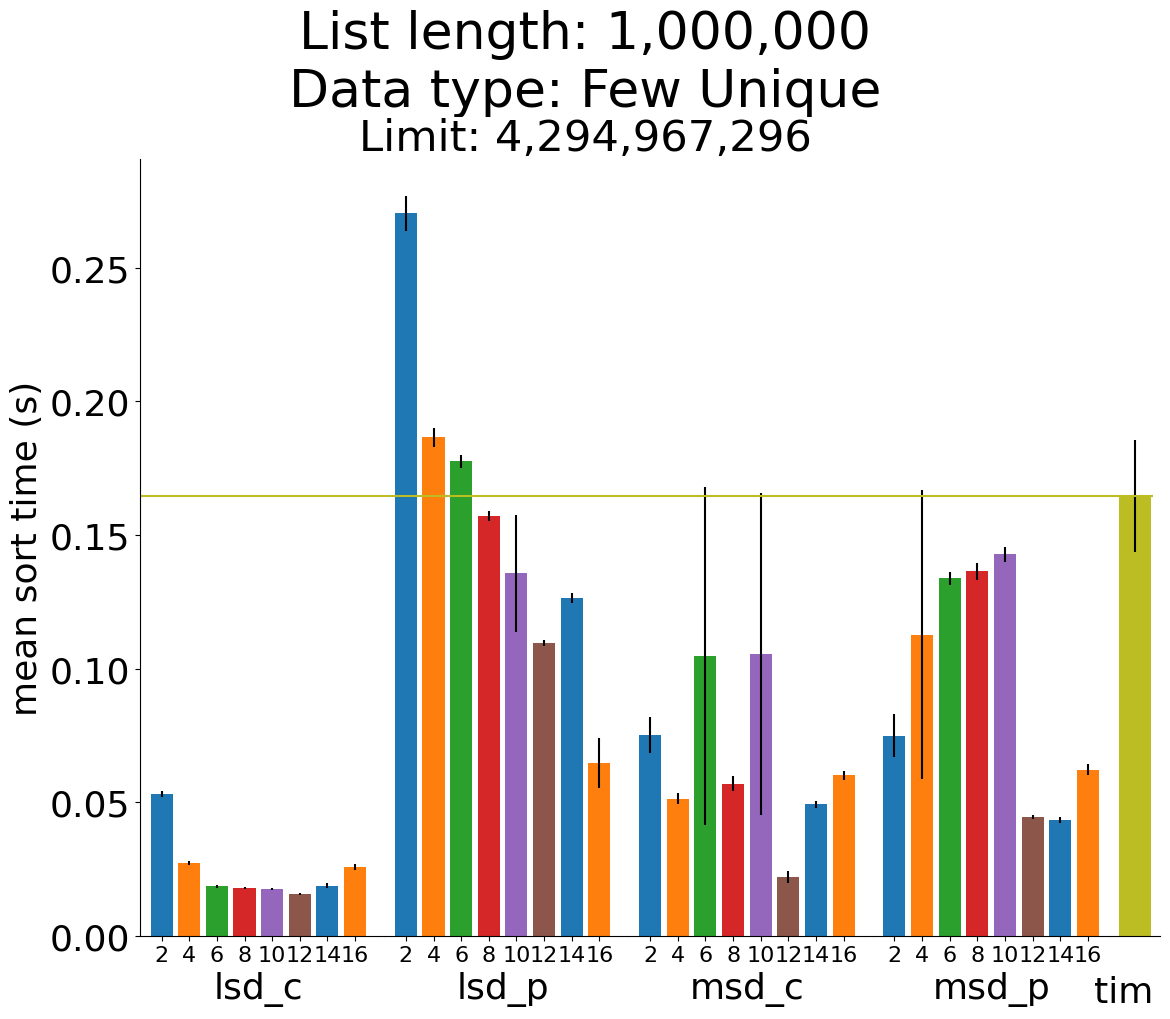 List length: 1,000,000
Data type: Few Unique
Limit: 4,294,967,296
mean sort time (s)
0.25
0.20
0.15
0.10
0.05
0.00
2 4 6 8 10 12 14 16 2 4 6 8 10 12 14 16 2 4 6 8 10 12 14 16 2 4 6 8 10 12 14 16
lsd_c lsd_p msd_c msd_p tim